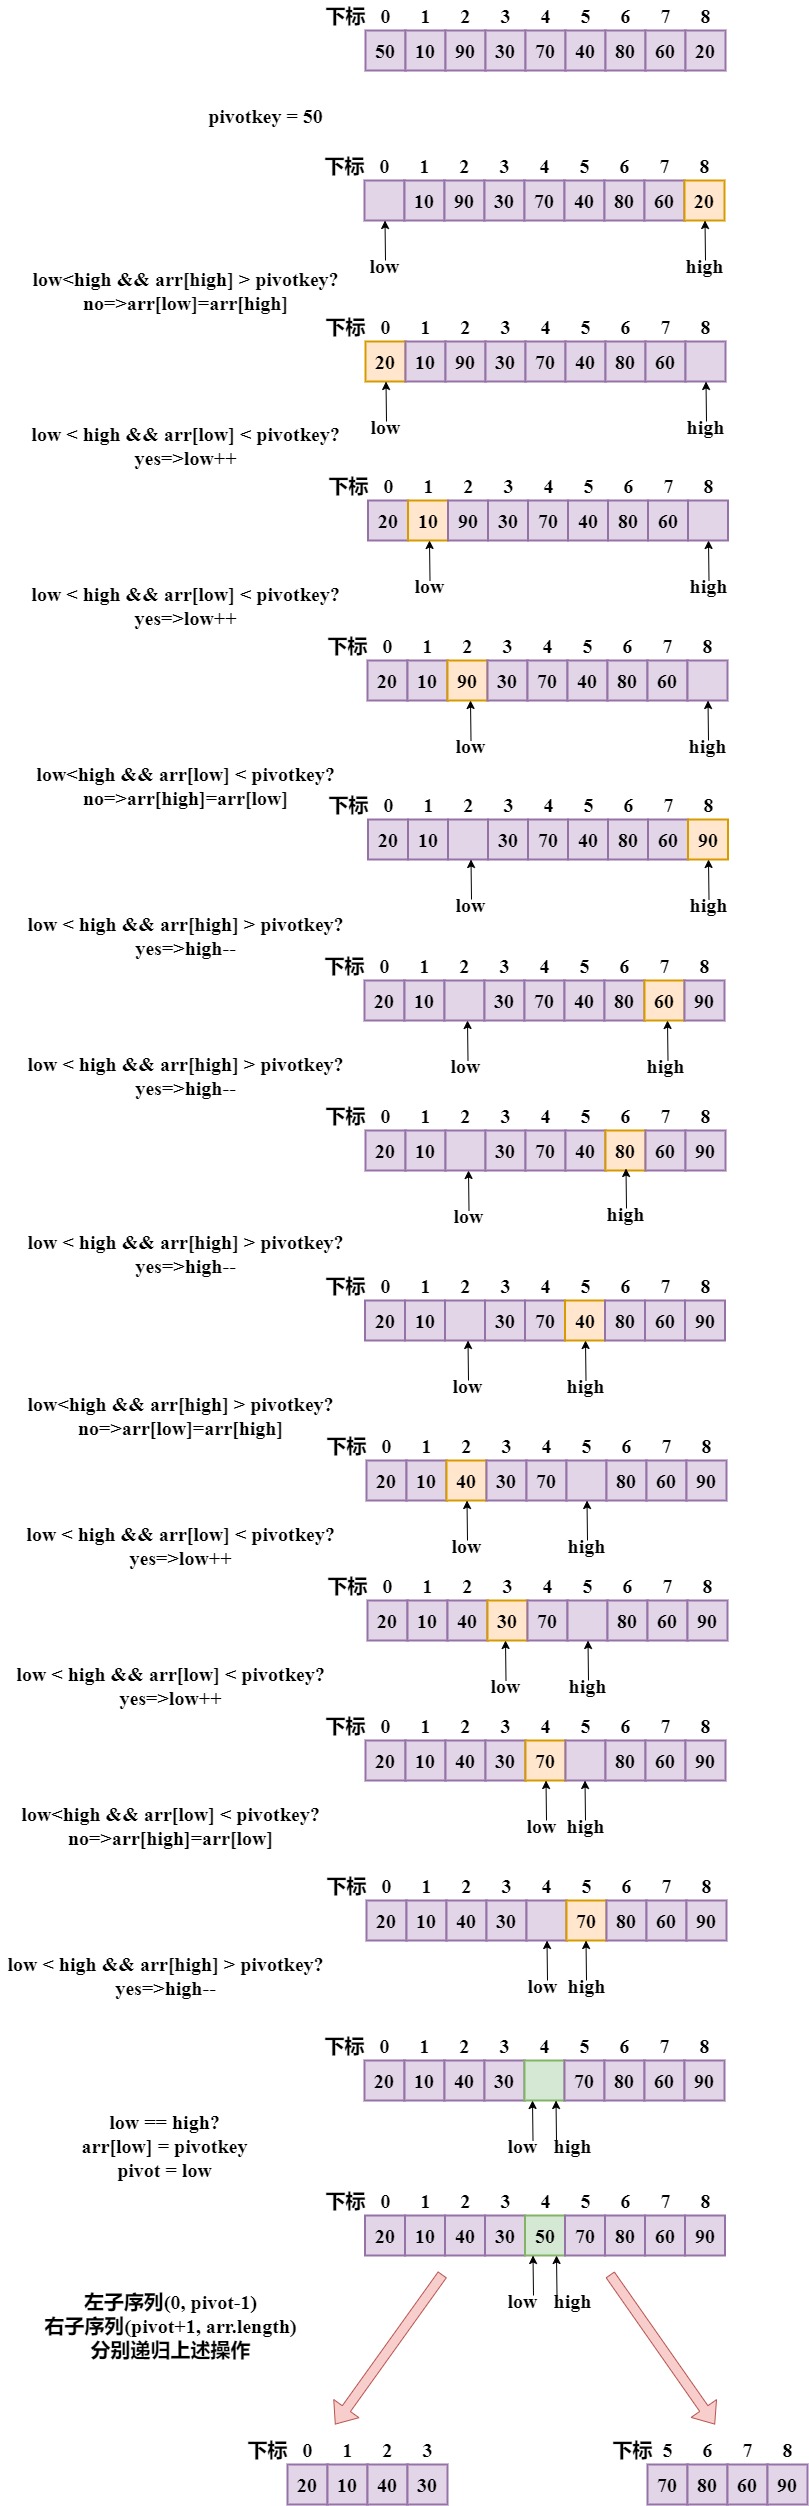 下标 0 1 2 3 4 5 6 7 8
50 10 90 30 70 40 80 60 20
pivotkey = 50
下标 0 1 2 3 4 5 6 7 8
10 90 30 70 40 80 60 20
low high
low<high && arr[high] > pivotkey?
no=>arr[low]=arr[high]
下标 0 1 2 3 4 5 6 7 8
20 10 90 30 70 40 80 60
low high
low < high && arr[low] < pivotkey?
yes=>low++
下标 0 1 2 3 4 5 6 7 8
20 10 90 30 70 40 80 60
low high
low < high && arr[low] < pivotkey?
yes=>low++
下标 0 1 2 3 4 5 6 7 8
20 10 90 30 70 40 80 60
low high
low<high && arr[low] < pivotkey?
no=>arr[high]=arr[low]
下标 0 1 2 3 4 5 6 7 8
20 10 30 70 40 80 60 90
low high
low < high && arr[high] > pivotkey?
yes=>high--
下标 0 1 2 3 4 5 6 7 8
20 10 30 70 40 80 60 90
low high
low < high && arr[high] > pivotkey?
yes=>high--
下标 0 1 2 3 4 5 6 7 8
20 10 30 70 40 80 60 90
low high
low < high && arr[high] > pivotkey?
yes=>high--
下标 0 1 2 3 4 5 6 7 8
20 10 30 70 40 80 60 90
low high
low<high && arr[high] > pivotkey?
no=>arr[low]=arr[high]
下标 0 1 2 3 4 5 6 7 8
20 10 40 30 70 80 60 90
low high
low < high && arr[low] < pivotkey?
yes=>low++
下标 0 1 2 3 4 5 6 7 8
20 10 40 30 70 80 60 90
low high
low < high && arr[low] < pivotkey?
yes=>low++
下标 0 1 2 3 4 5 6 7 8
20 10 40 30 70 80 60 90
low high
low<high && arr[low] < pivotkey?
no=>arr[high]=arr[low]
下标 0 1 2 3 4 5 6 7 8
20 10 40 30 70 80 60 90
low high
low < high && arr[high] > pivotkey?
yes=>high--
下标 0 1 2 3 4 5 6 7 8
20 10 40 30 70 80 60 90
low high
low == high?
arr[low] = pivotkey
pivot = low
下标 0 1 2 3 4 5 6 7 8
20 10 40 30 50 70 80 60 90
low high
左子序列(0, pivot-1)
右子序列(pivot+1, arr.length)
分别递归上述操作
下标 0 1 2 3
20 10 40 30
下标 5 6 7 8
70 80 60 90